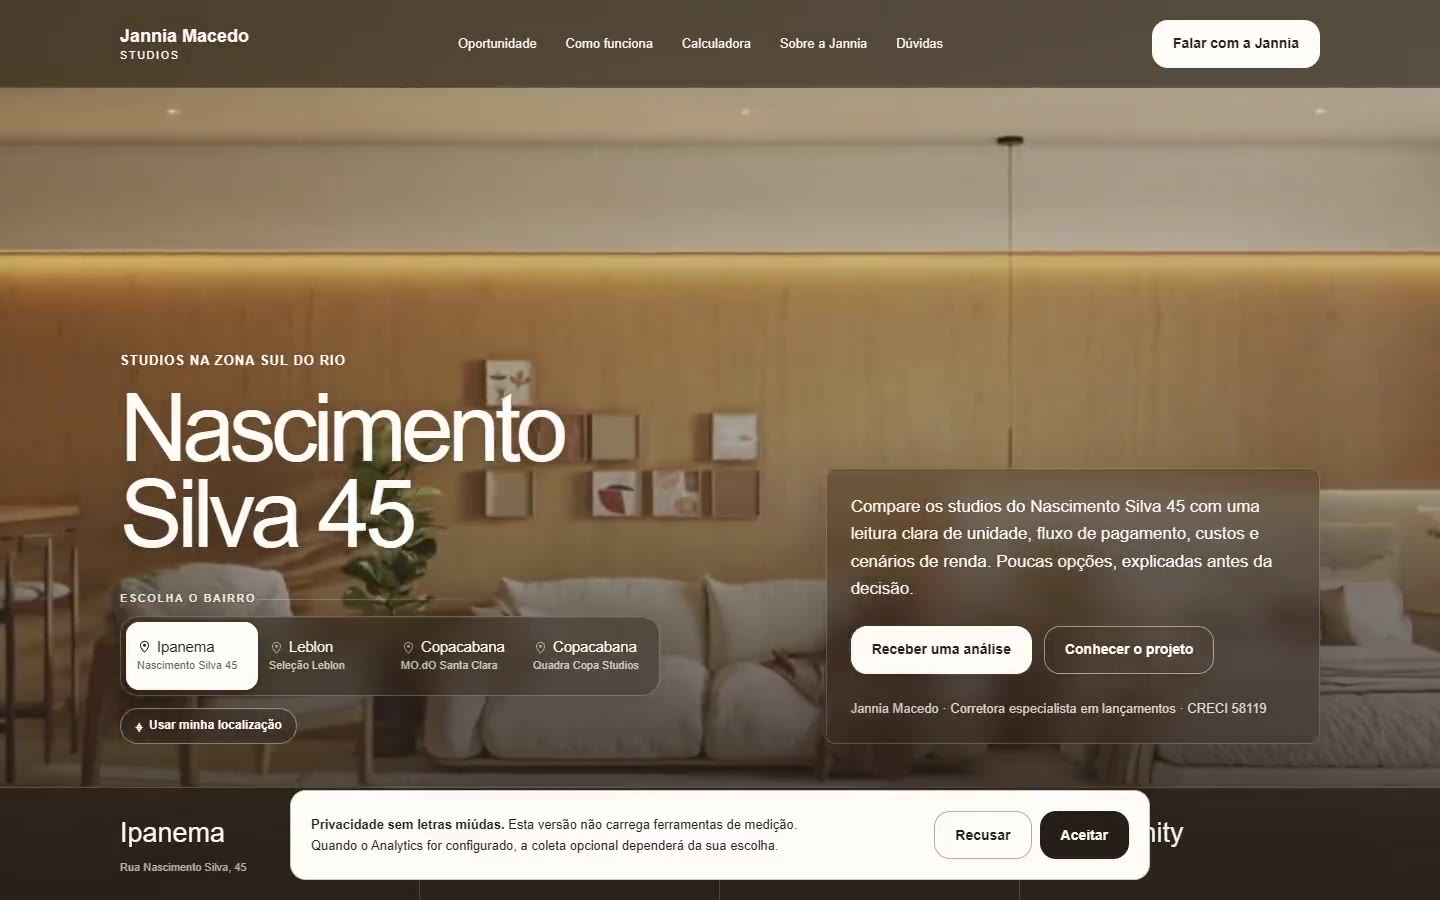 Jannia Macedo
STUDIOS
Oportunidade
Como funciona
Calculadora
Sobre a Jannia
Dúvidas
Falar com a Jannia
STUDIOS NA ZONA SUL DO RIO
Nascimento
Silva 45
ESCOLHA O BAIRRO
Ipanema
Nascimento Silva 45
Leblon
Seleção Leblon
Copacabana
MO.dO Santa Clara
Copacabana
Quadra Copa Studios
Usar minha localização
Compare os studios do Nascimento Silva 45 com uma
leitura clara de unidade, fluxo de pagamento, custos e
cenários de renda. Poucas opções, explicadas antes da
decisão.
Receber uma análise
Conhecer o projeto
Jannia Macedo · Corretora especialista em lançamentos · CRECI 58119
Ipanema
Rua Nascimento Silva, 45
Privacidade sem letras miúdas. Esta versão não carrega ferramentas de medição.
Quando o Analytics for configurado, a coleta opcional dependerá da sua escolha.
Recusar
Aceitar